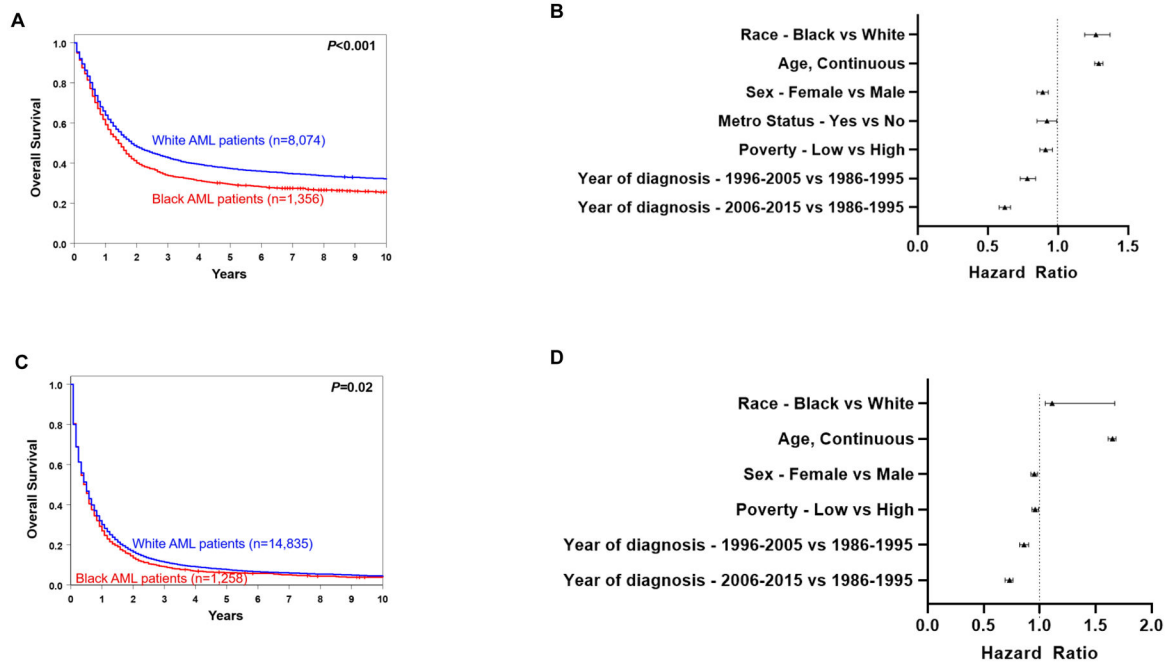 A
P<0.001
1.0
0.8
0.6
0.4
0.2
0.0
Overall Survival
White AML patients (n=8,074)
Black AML patients (n=1,356)
0 1 2 3 4 5 6 7 8 9 10
Years
B
Race - Black vs White
Age, Continuous
Sex - Female vs Male
Metro Status - Yes vs No
Poverty - Low vs High
Year of diagnosis - 1996-2005 vs 1986-1995
Year of diagnosis - 2006-2015 vs 1986-1995
0.0 0.5 1.0 1.5
Hazard Ratio
C
P=0.02
1.0
0.8
0.6
0.4
0.2
0.0
Overall Survival
White AML patients (n=14,835)
Black AML patients (n=1,258)
0 1 2 3 4 5 6 7 8 9 10
Years
D
Race - Black vs White
Age, Continuous
Sex - Female vs Male
Poverty - Low vs High
Year of diagnosis - 1996-2005 vs 1986-1995
Year of diagnosis - 2006-2015 vs 1986-1995
0.0 0.5 1.0 1.5 2.0
Hazard Ratio